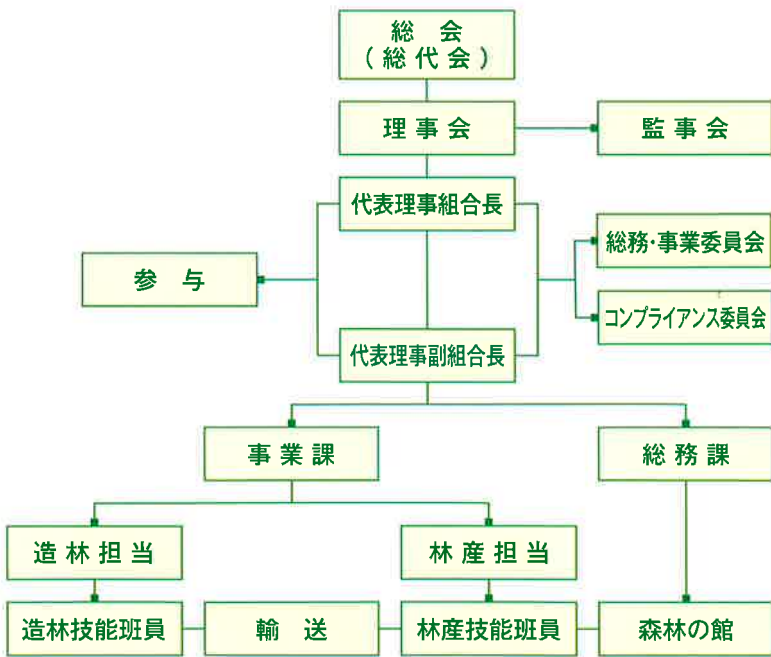 総会
(総代会)
理事会
監事会
代表理事組合長
総務・事業委員会
参与
コンプライアンス委員会
代表理事副組合長
事業課
総務課
造林担当
林産担当
造林技能班員
輸送
林産技能班員
森林の館